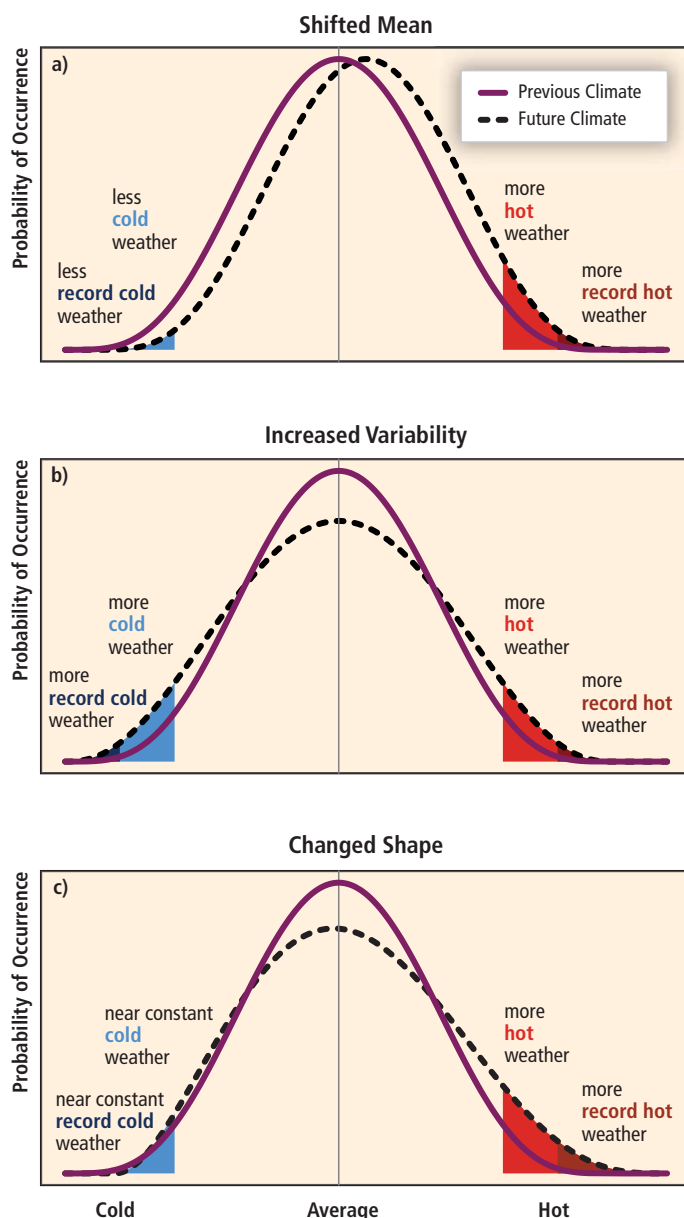 Shifted Mean
a)
Previous Climate
Future Climate
Probability of Occurrence
less
cold
weather
less
record cold
weather
more
hot
weather
more
record hot
weather
Increased Variability
b)
Probability of Occurrence
more
cold
weather
more
record cold
weather
more
hot
weather
more
record hot
weather
Changed Shape
c)
Probability of Occurrence
near constant
cold
weather
near constant
record cold
weather
more
hot
weather
more
record hot
weather
Cold
Average
Hot